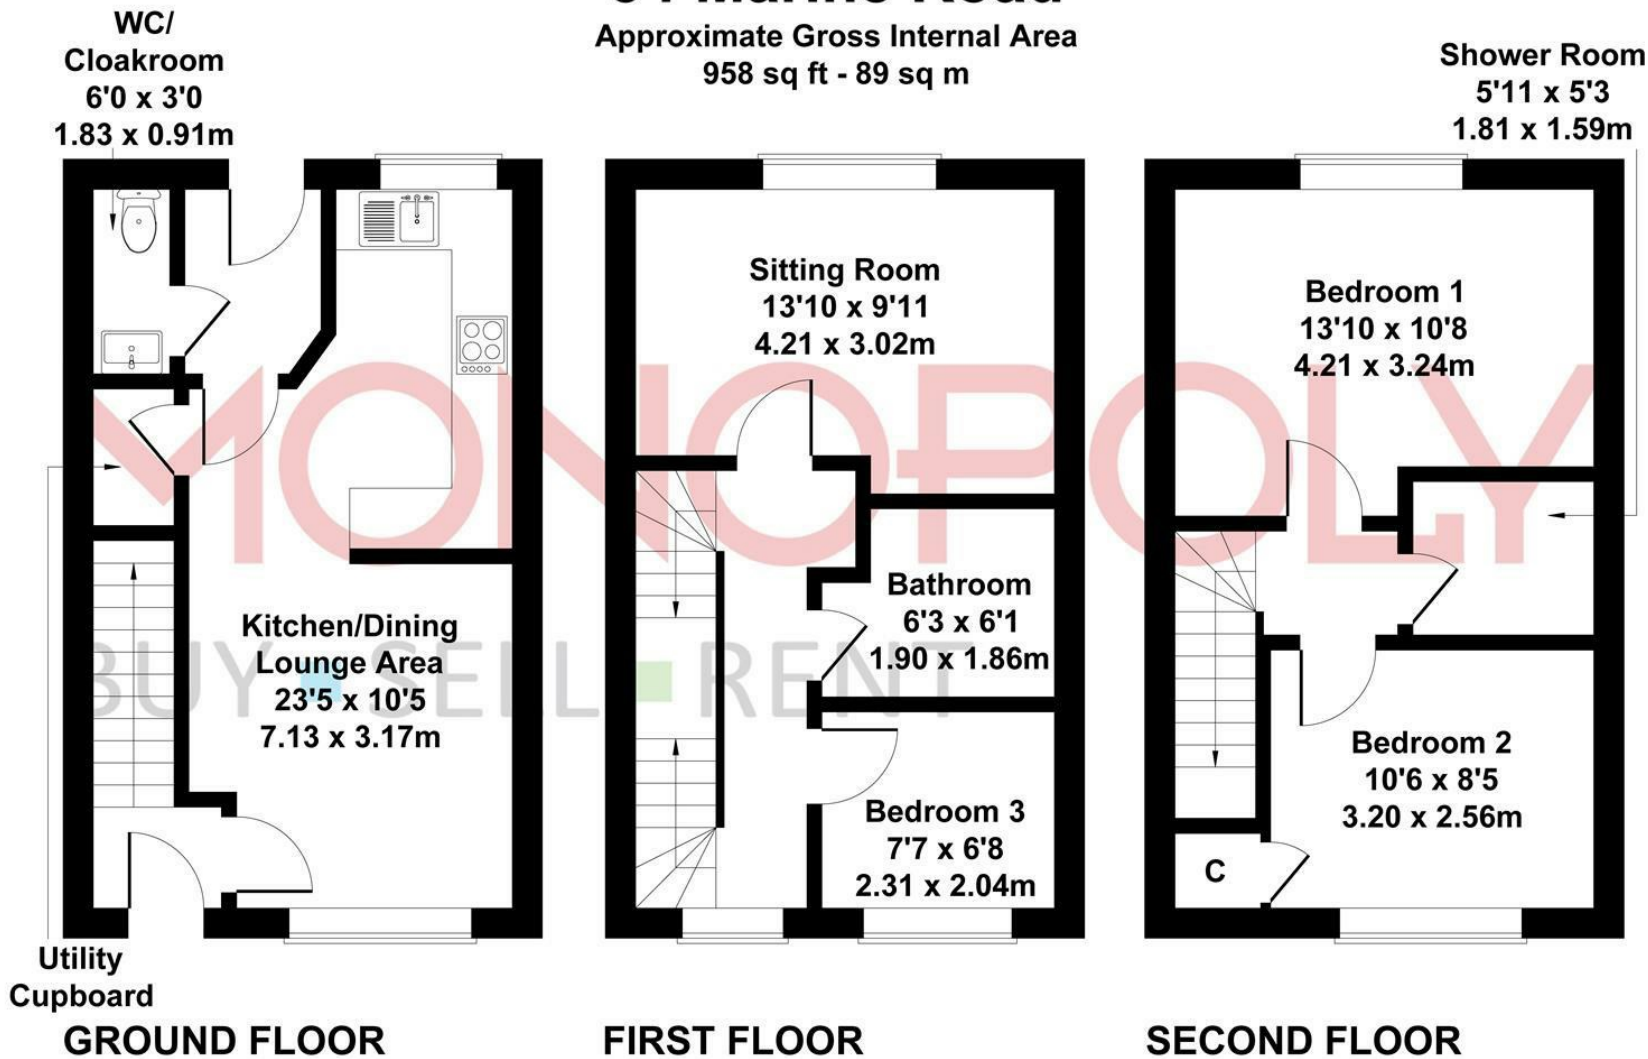 Approximate Gross Internal Area
958 sq ft - 89 sq m
WC/
Cloakroom
6'0 x 3'0
1.83 x 0.91m
Shower Room
5'11 x 5'3
1.81 x 1.59m
Sitting Room
13'10 x 9'11
4.21 x 3.02m
Bedroom 1
13'10 x 10'8
4.21 x 3.24m
MONOPOLY
BUY SELL RENT
Kitchen/Dining
Lounge Area
23'5 x 10'5
7.13 x 3.17m
Bathroom
6'3 x 6'1
1.90 x 1.86m
Bedroom 3
7'7 x 6'8
2.31 x 2.04m
Bedroom 2
10'6 x 8'5
3.20 x 2.56m
C
Utility
Cupboard
GROUND FLOOR
FIRST FLOOR
SECOND FLOOR